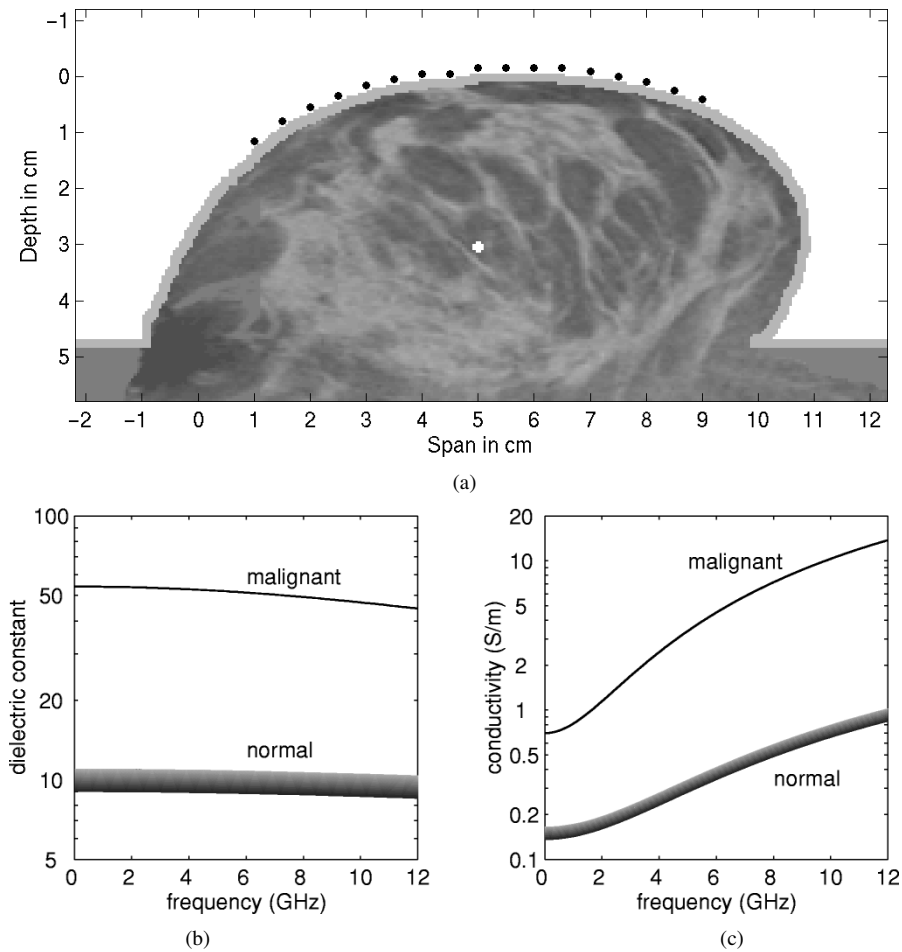 −1
0
1
2
3
4
5
Depth in cm
−2 −1 0 1 2 3 4 5 6 7 8 9 10 11 12
Span in cm
(a)
100
50
20
10
5
dielectric constant
malignant
normal
0 2 4 6 8 10 12
frequency (GHz)
(b)
20
10
5
2
1
0.5
0.2
0.1
conductivity (S/m)
malignant
normal
0 2 4 6 8 10 12
frequency (GHz)
(c)